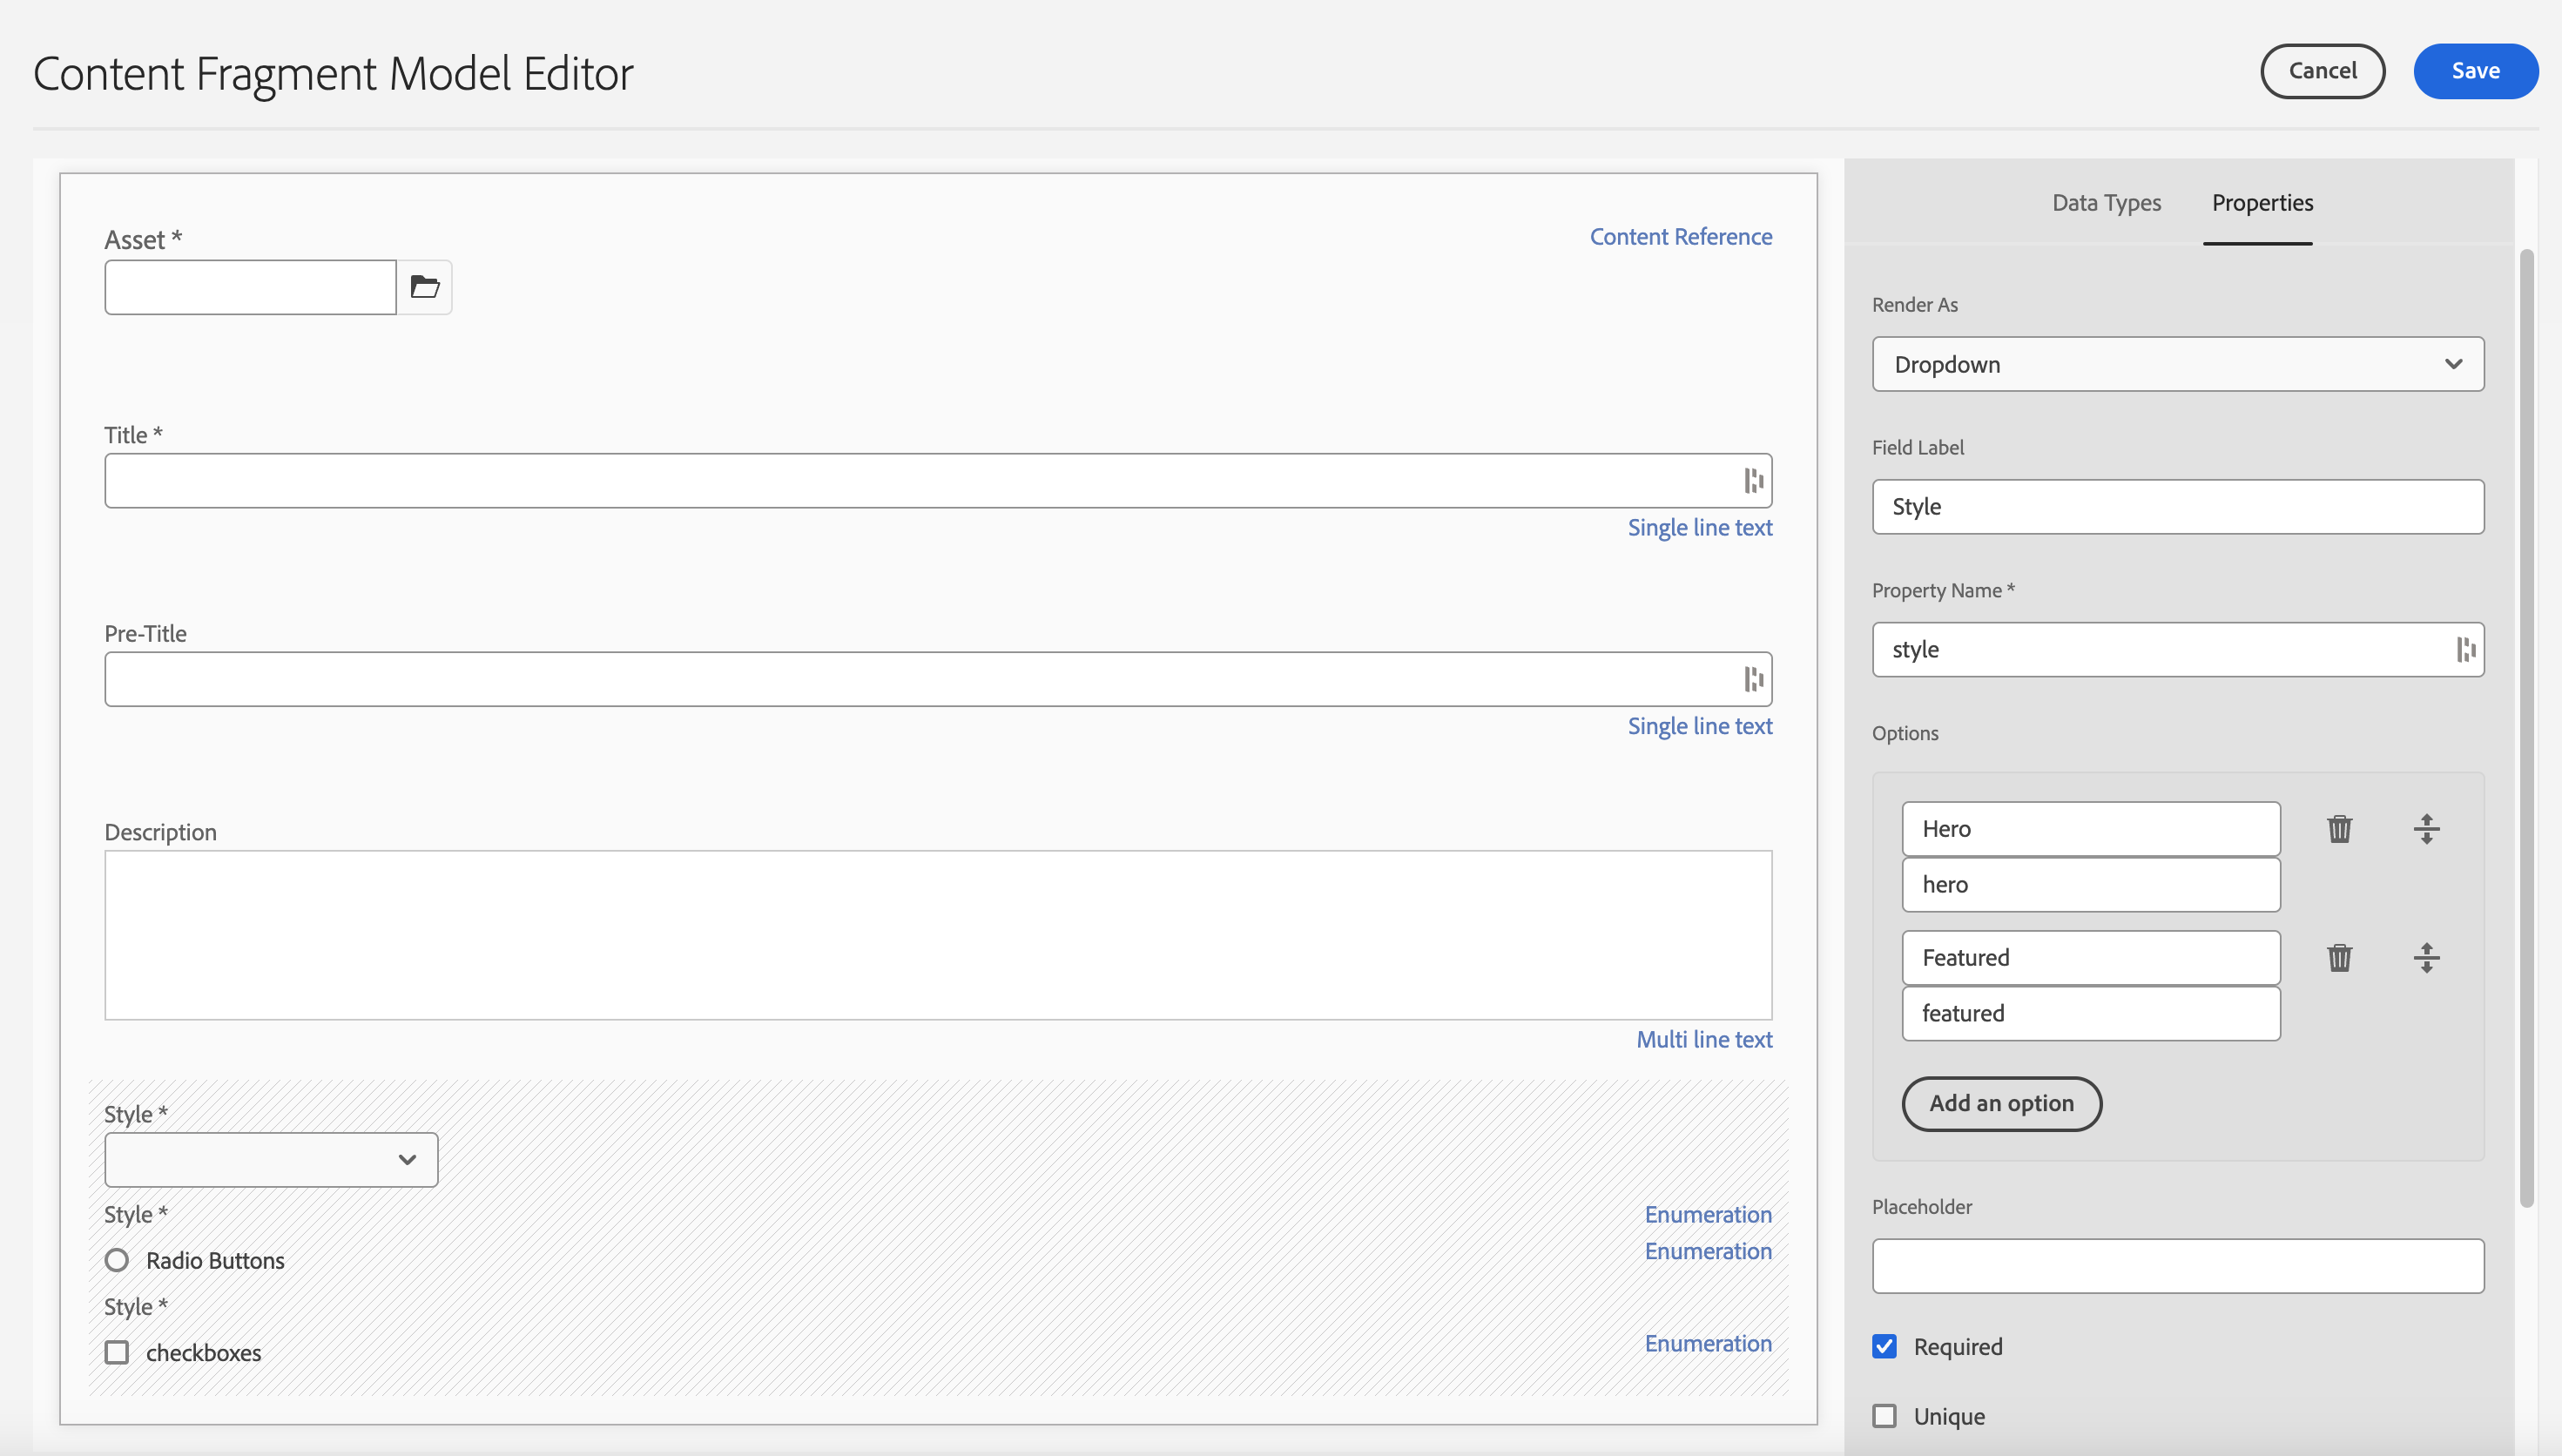 Content Fragment Model Editor
Cancel
Save
Asset *
Content Reference
Title *
Single line text
Pre-Title
Single line text
Description
Multi line text
Style *
Style *
Enumeration
Enumeration
Radio Buttons
Style *
Enumeration
checkboxes
Data Types
Properties
Render As
Dropdown
Field Label
Style
Property Name *
style
Options
Hero
hero
Featured
featured
Add an option
Placeholder
Required
Unique